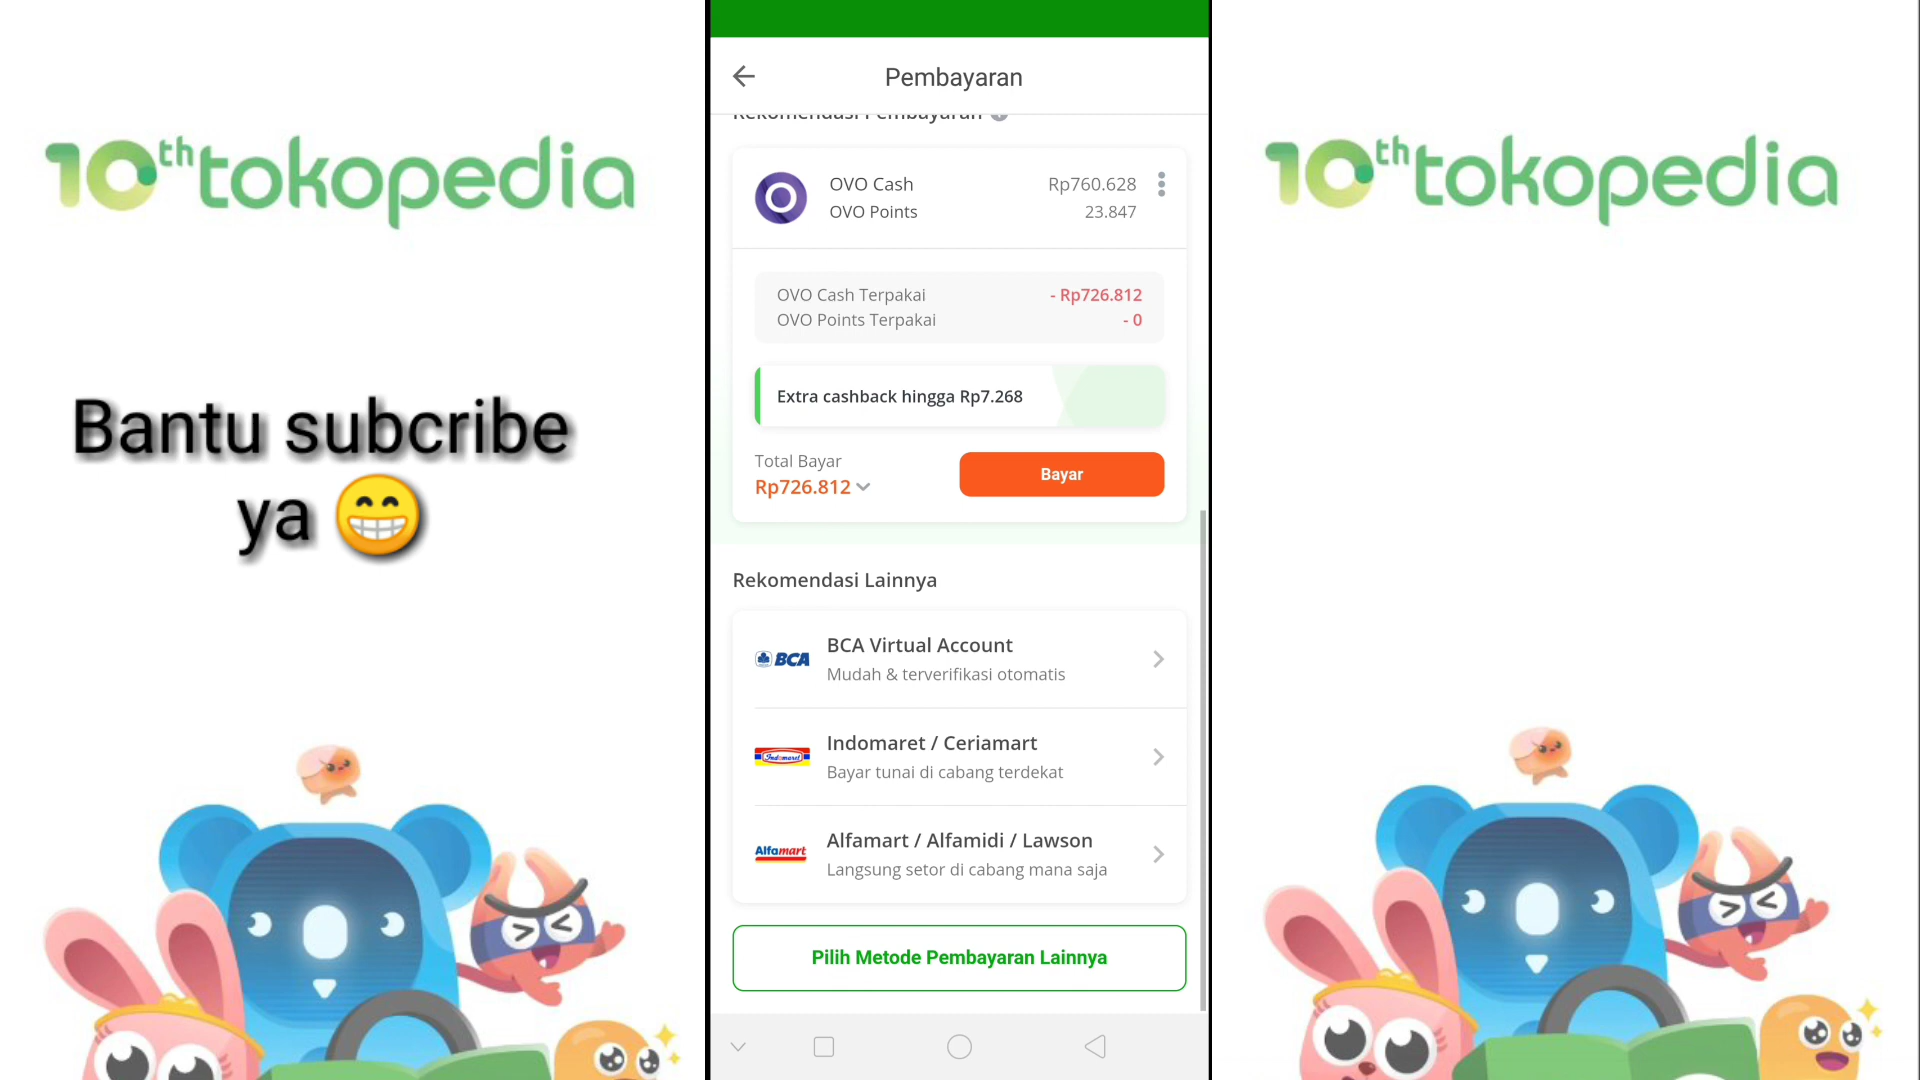 10th tokopedia
Bantu subcribe
ya
Pembayaran
Rekomendasi Pembayaran
OVO Cash Rp760.628
OVO Points 23.847
OVO Cash Terpakai - Rp726.812
OVO Points Terpakai - 0
Extra cashback hingga Rp7.268
Total Bayar
Rp726.812
Bayar
Rekomendasi Lainnya
BCA
BCA Virtual Account
Mudah & terverifikasi otomatis
Indomaret
Indomaret / Ceriamart
Bayar tunai di cabang terdekat
Alfamart
Alfamart / Alfamidi / Lawson
Langsung setor di cabang mana saja
Pilih Metode Pembayaran Lainnya
10th tokopedia